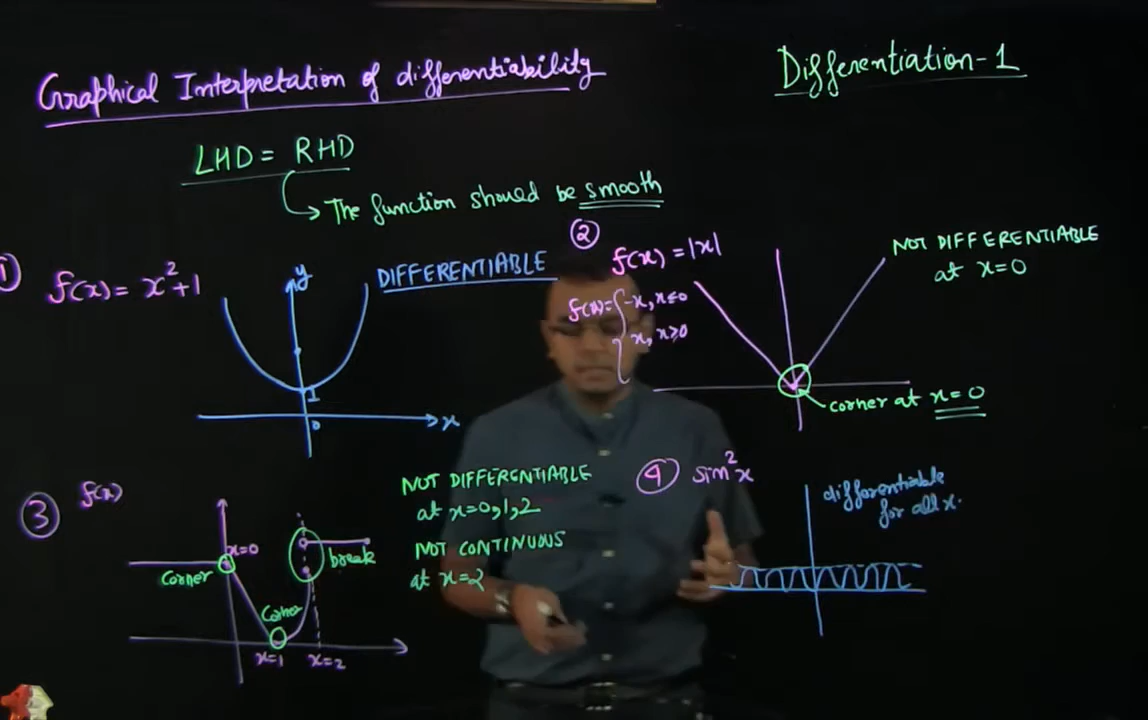 Graphical Interpretation of differentiability
Differentiation-1
LHD = RHD
The function should be smooth
①
f(x) = x²+1
y
DIFFERENTIABLE
1
0
x
②
f(x) = |x|
f(x) = { -x, x≤0
x, x≥0
NOT DIFFERENTIABLE
at x=0
corner at x=0
③
f(x)
x=0
corner
corner
break
x=1
x=2
NOT DIFFERENTIABLE
at x=0,1,2
NOT CONTINUOUS
at x=2
④ sin²x
differentiable
for all x.